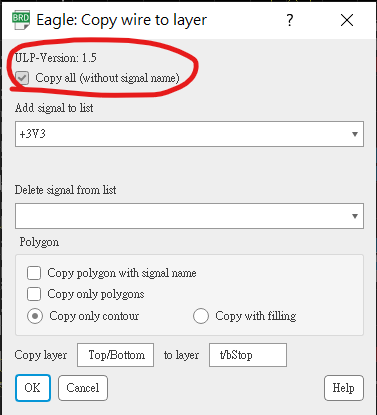 BRD
Eagle: Copy wire to layer
?
ULP-Version: 1.5
Copy all (without signal name)
Add signal to list
+3V3
Delete signal from list
Polygon
Copy polygon with signal name
Copy only polygons
Copy only contour Copy with filling
Copy layer Top/Bottom to layer t/bStop
OK Cancel Help